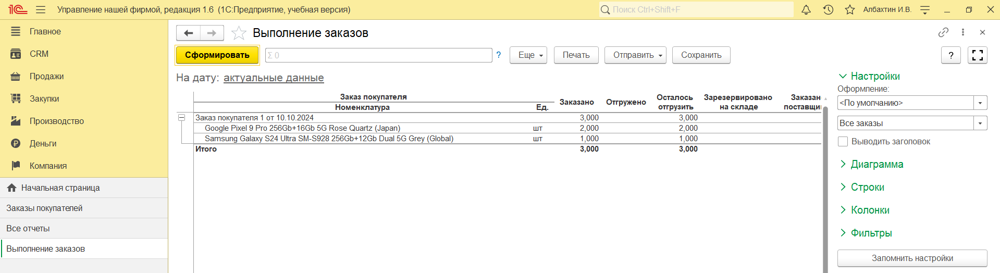 1С Управление нашей фирмой, редакция 1.6 (1С:Предприятие, учебная версия)
Поиск Ctrl+Shift+F
Албахтин И.В.
Главное
CRM
Продажи
Закупки
Производство
Деньги
Компания
Начальная страница
Заказы покупателей
Все отчеты
Выполнение заказов
Выполнение заказов
Сформировать
Σ 0
?
Еще
Печать
Отправить
Сохранить
?
На дату: актуальные данные
Заказ покупателя
Номенклатура Ед.
Заказано
Отгружено
Осталось
отгрузить
Зарезервировано
на складе
Заказан
поставщи
Заказ покупателя 1 от 10.10.2024 3,000 3,000
Google Pixel 9 Pro 256Gb+16Gb 5G Rose Quartz (Japan) шт 2,000 2,000
Samsung Galaxy S24 Ultra SM-S928 256Gb+12Gb Dual 5G Grey (Global) шт 1,000 1,000
Итого 3,000 3,000
Настройки
Оформление:
<По умолчанию>
Все заказы
Выводить заголовок
Диаграмма
Строки
Колонки
Фильтры
Запомнить настройки